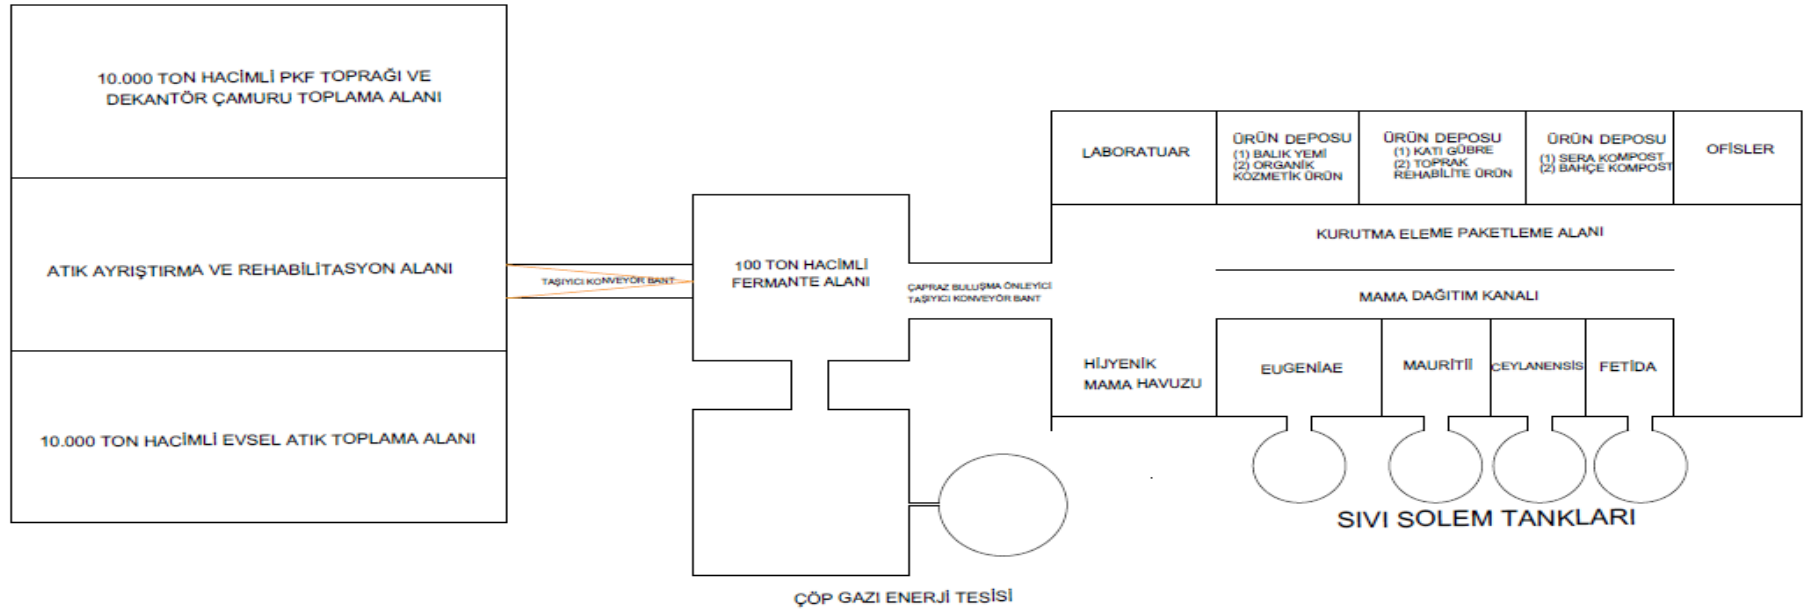 10.000 TON HACİMLİ PKF TOPRAĞI VE
DEKANTÖR ÇAMURU TOPLAMA ALANI
ATIK AYRIŞTIRMA VE REHABİLİTASYON ALANI
10.000 TON HACİMLİ EVSEL ATIK TOPLAMA ALANI
TAŞIYICI KONVEYÖR BANT
100 TON HACİMLİ
FERMANTE ALANI
ÇAPRAZ BULUŞMA ÖNLEYİCİ
TAŞIYICI KONVEYÖR BANT
ÇÖP GAZI ENERJİ TESİSİ
LABORATUAR
ÜRÜN DEPOSU
(1) BALIK YEMİ
(2) ORGANİK
KOZMETİK ÜRÜN
ÜRÜN DEPOSU
(1) KATI GÜBRE
(2) TOPRAK
REHABİLİTE ÜRÜN
ÜRÜN DEPOSU
(1) SERA KOMPOST
(2) BAHÇE KOMPOST
OFİSLER
KURUTMA ELEME PAKETLEME ALANI
MAMA DAĞITIM KANALI
HİJYENİK
MAMA HAVUZU
EUGENİAE
MAURİTİİ
CEYLANENSİS
FETİDA
SIVI SOLEM TANKLARI